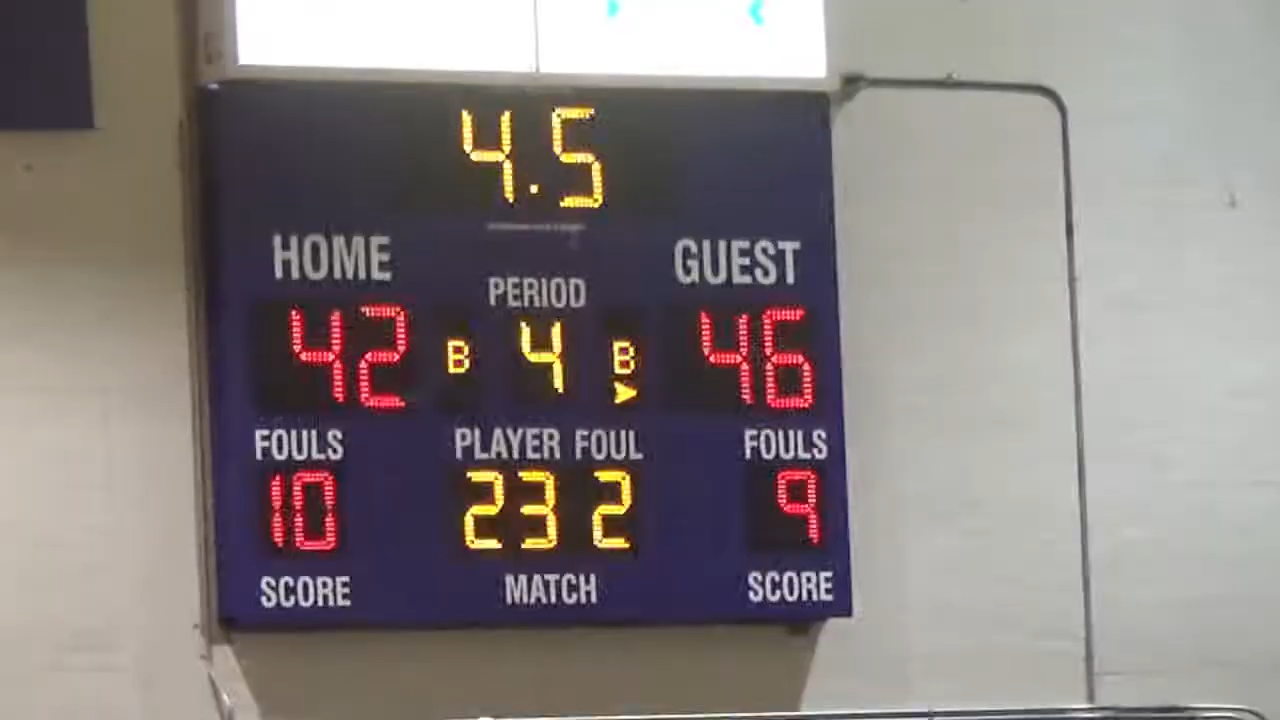 4.5
HOME GUEST
PERIOD
42 B 4 B 46
FOULS PLAYER FOUL FOULS
10 23 2 9
SCORE MATCH SCORE